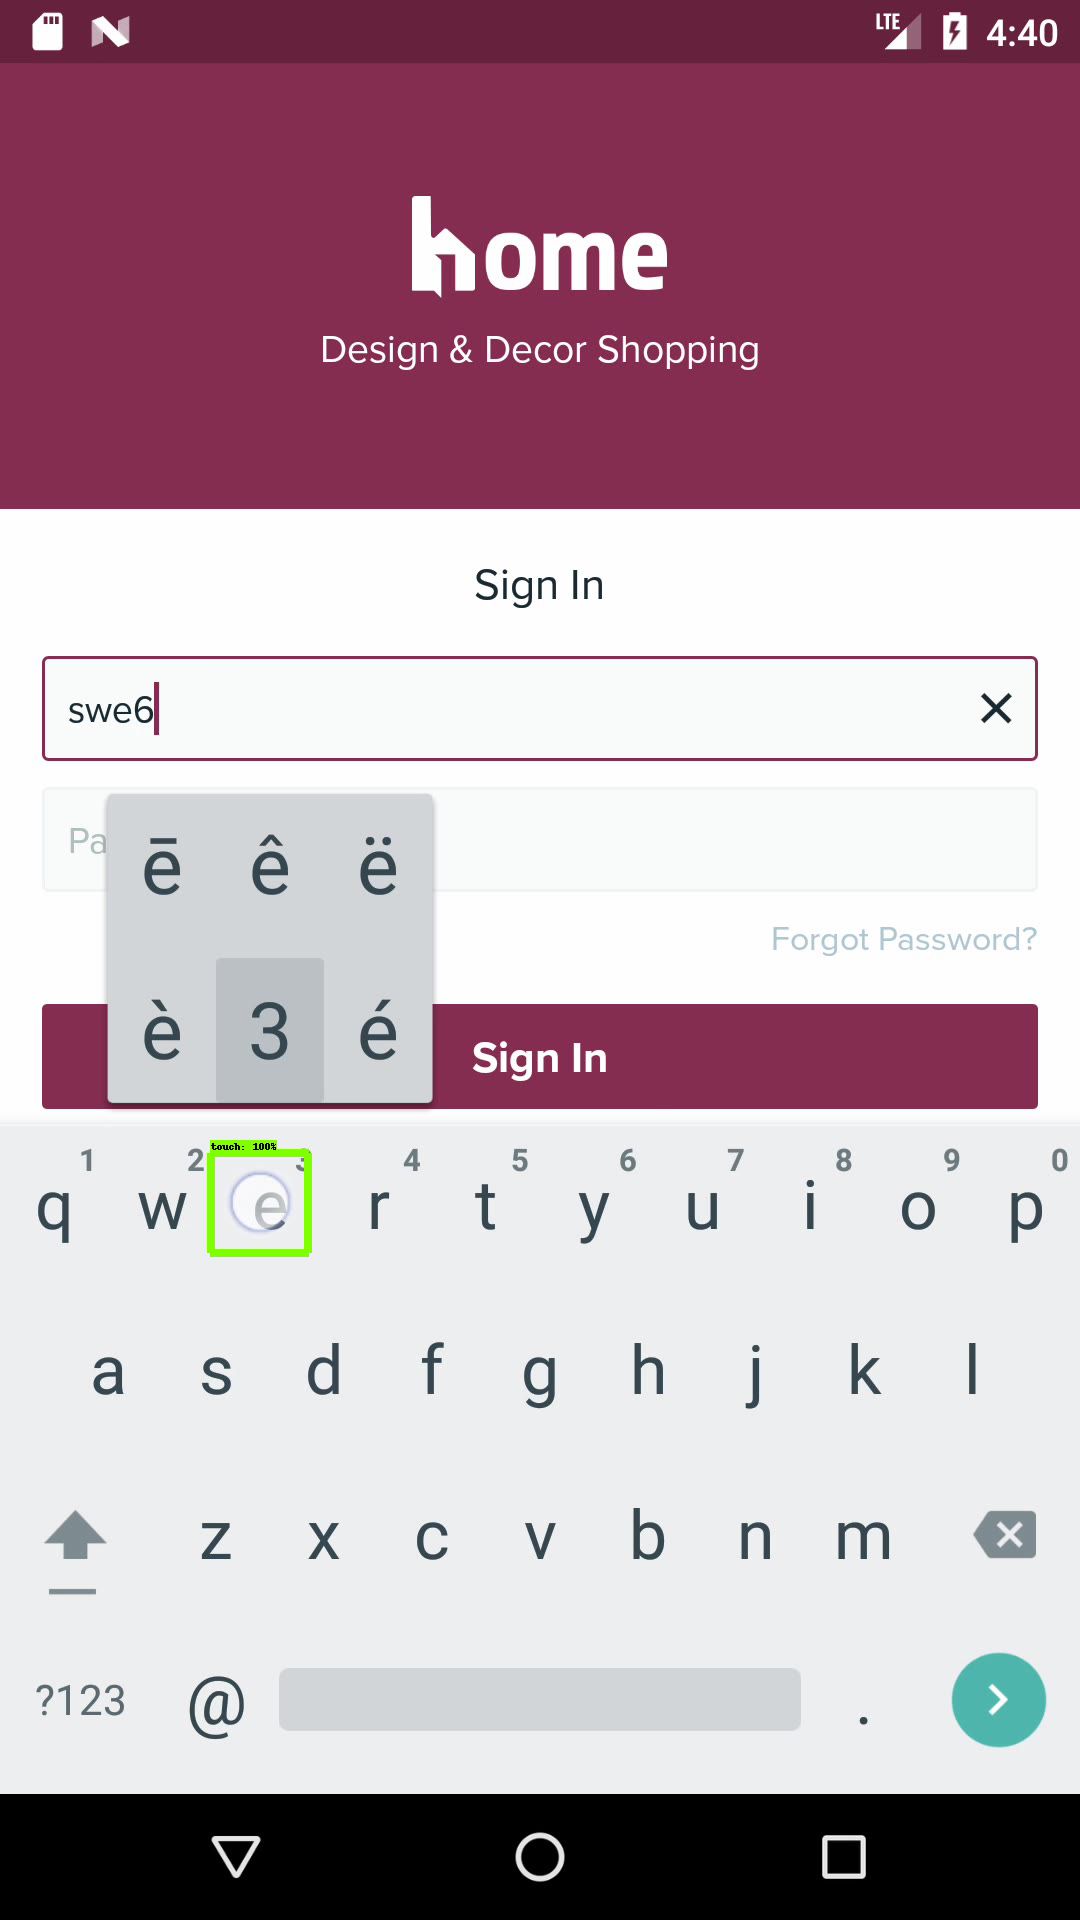 LTE 4:40
home
Design & Decor Shopping
Sign In
swe6
Pa
ē ê ë
Forgot Password?
è 3 é
Sign In
touch: 100%
1 2 3 4 5 6 7 8 9 0
q w e r t y u i o p
a s d f g h j k l
z x c v b n m
?123 @ .